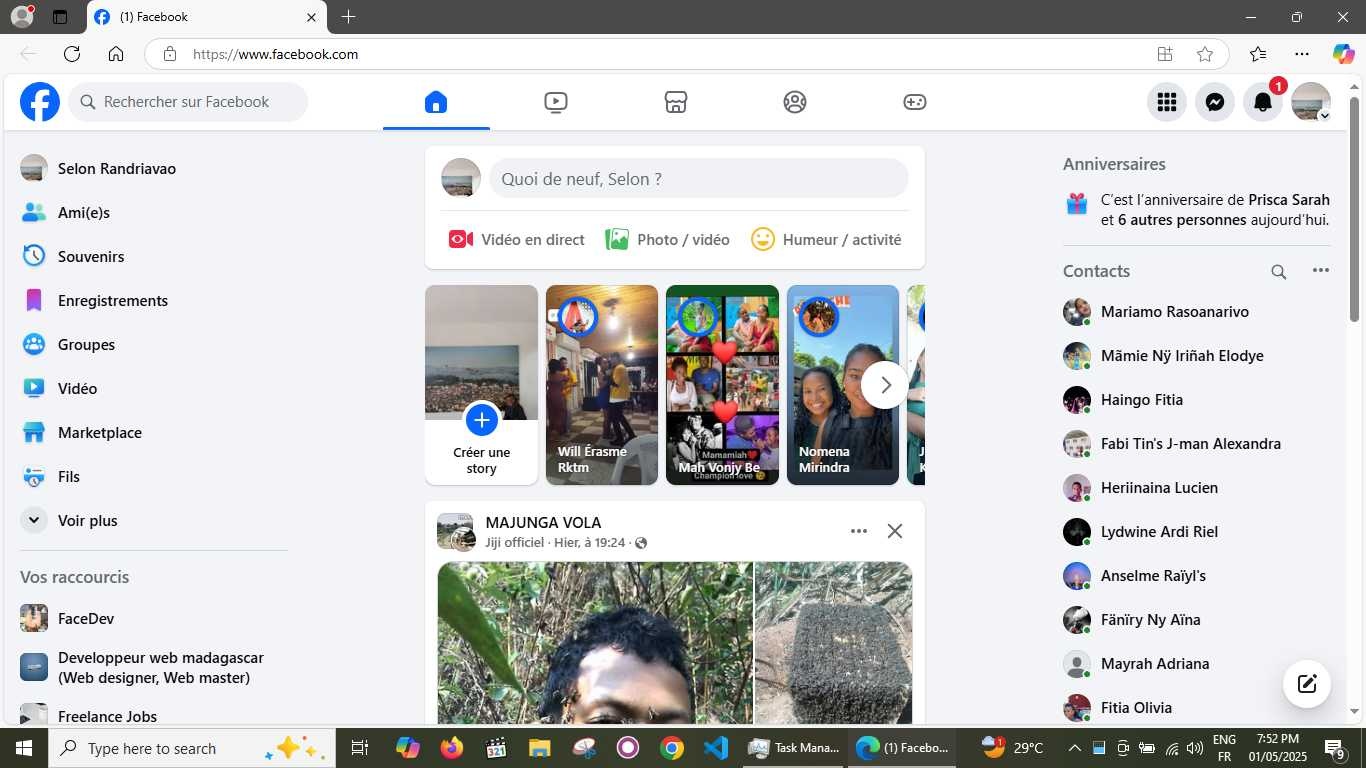 (1) Facebook
https://www.facebook.com
Rechercher sur Facebook
1
Selon Randriavao
Ami(e)s
Souvenirs
Enregistrements
Groupes
Vidéo
Marketplace
Fils
Voir plus
Vos raccourcis
FaceDev
Developpeur web madagascar
(Web designer, Web master)
Freelance Jobs
Quoi de neuf, Selon ?
Vidéo en direct
Photo / vidéo
Humeur / activité
Créer une
story
Will Érasme
Rktm
Mamamiah
Mah Vonjy Be
Champion love
Nomena
Mirindra
J
K
MAJUNGA VOLA
Jiji officiel · Hier, à 19:24 ·
Anniversaires
C’est l’anniversaire de Prisca Sarah
et 6 autres personnes aujourd’hui.
Contacts
Mariamo Rasoanarivo
Mãmie Nÿ Iriñah Elodye
Haingo Fitia
Fabi Tin's J-man Alexandra
Heriinaina Lucien
Lydwine Ardi Riel
Anselme Raïyl's
Fänïry Ny Aïna
Mayrah Adriana
Fitia Olivia
Type here to search
321
Task Mana...
(1) Facebo...
1
29°C
ENG
FR
7:52 PM
01/05/2025
9